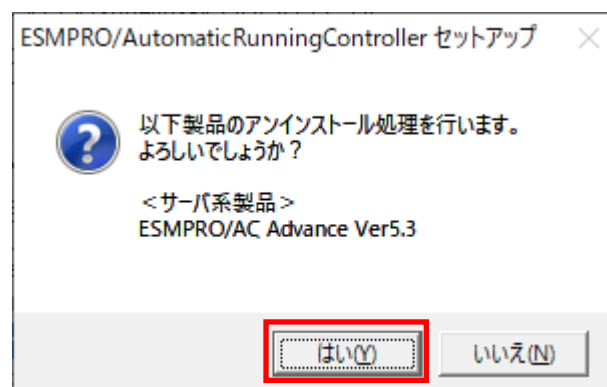 ESMPRO/AutomaticRunningController セットアップ
以下製品のアンインストール処理を行います。
よろしいでしょうか？
＜サーバ系製品＞
ESMPRO/AC Advance Ver5.3
はい(Y)
いいえ(N)